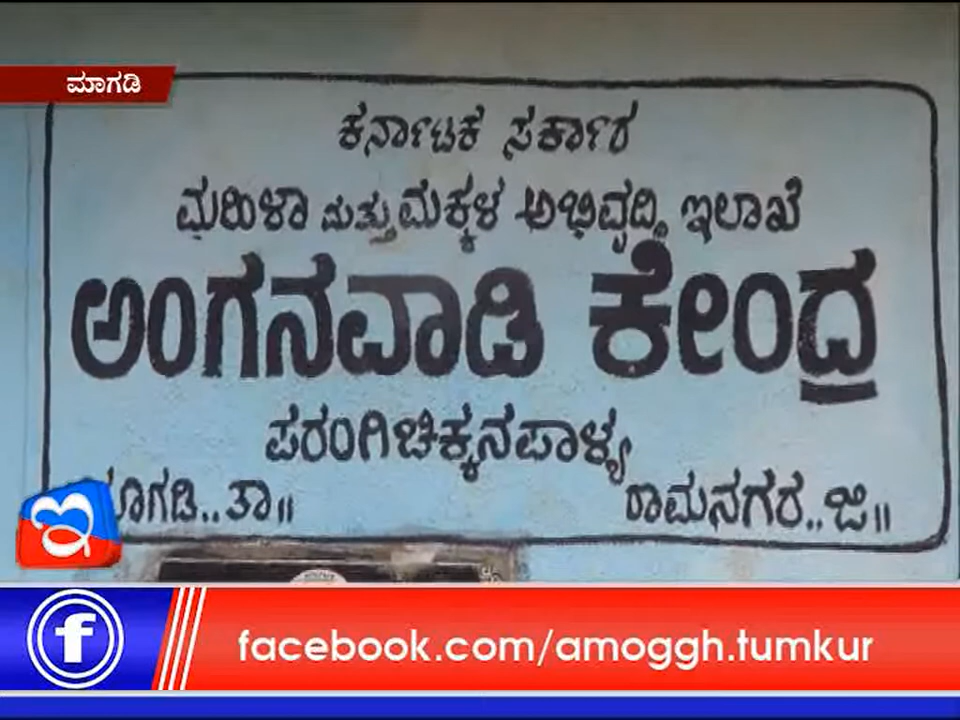 ಮಾಗಡಿ
ಕರ್ನಾಟಕ ಸರ್ಕಾರ
ಮಹಿಳಾ ಮತ್ತು ಮಕ್ಕಳ ಅಭಿವೃದ್ಧಿ ಇಲಾಖೆ
ಅಂಗನವಾಡಿ ಕೇಂದ್ರ
ಪರಂಗಿಚಿಕ್ಕನಪಾಳ್ಯ
ಮಾಗಡಿ..ತಾ॥ ರಾಮನಗರ..ಜಿ॥
ಇ
f facebook.com/amoggh.tumkur